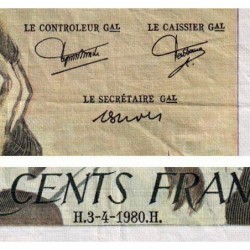 LE CONTROLEUR GAL LE CAISSIER GAL
LE SECRÉTAIRE GAL
CENTS FRAN
H.3-4-1980.H.